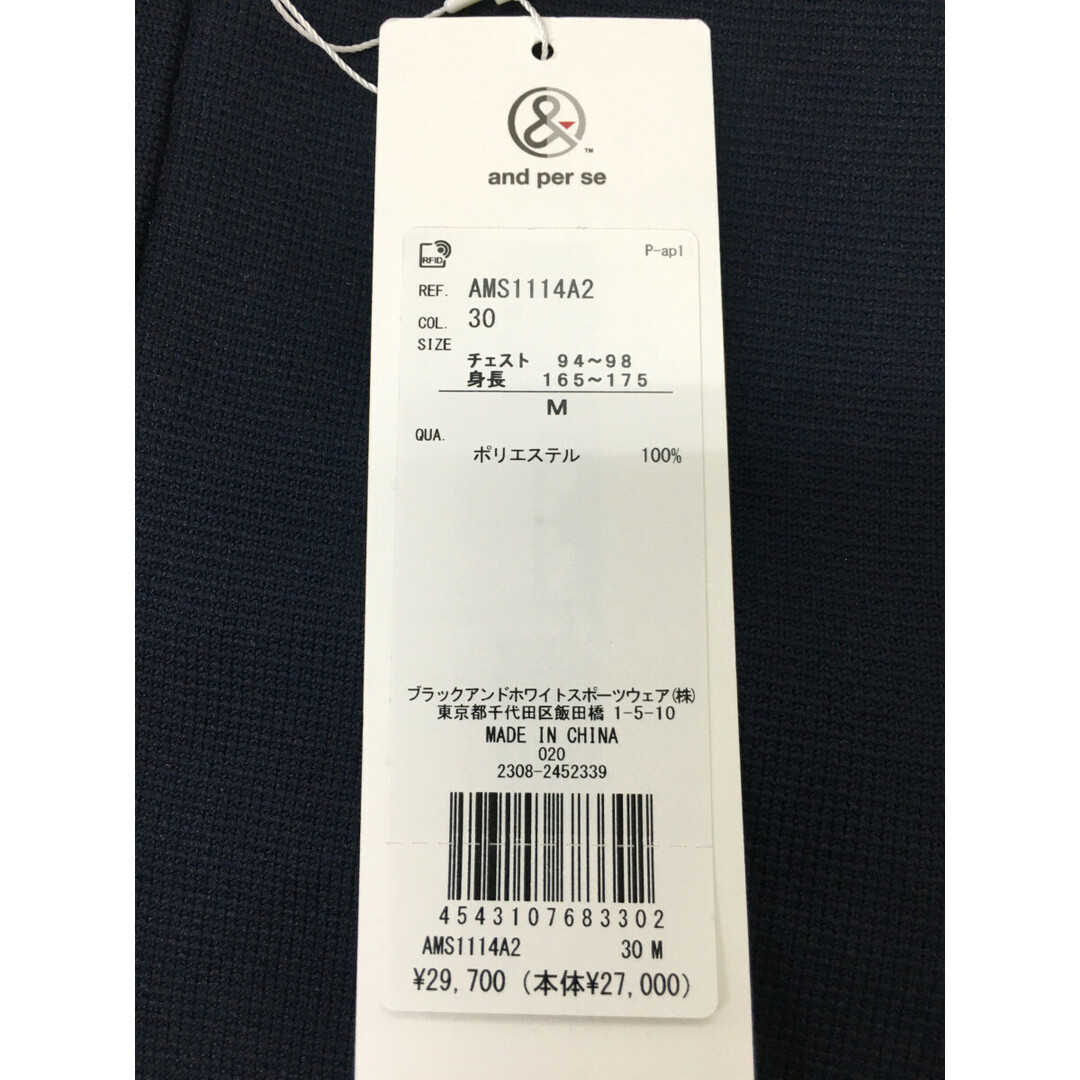 &
™
and per se
RFID
P-ap1
REF. AMS1114A2
COL. 30
SIZE
チェスト 94～98
身長 165～175
M
QUA.
ポリエステル 100%
ブラックアンドホワイトスポーツウェア(株)
東京都千代田区飯田橋 1-5-10
MADE IN CHINA
020
2308-2452339
4543107683302
AMS1114A2 30 M
¥29,700 (本体¥27,000)